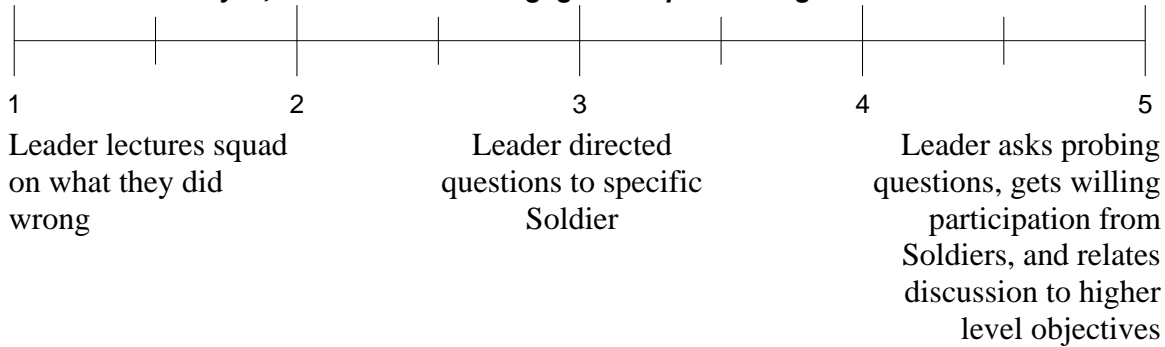 1 2 3 4 5
Leader lectures squad
on what they did
wrong
Leader directed
questions to specific
Soldier
Leader asks probing
questions, gets willing
participation from
Soldiers, and relates
discussion to higher
level objectives